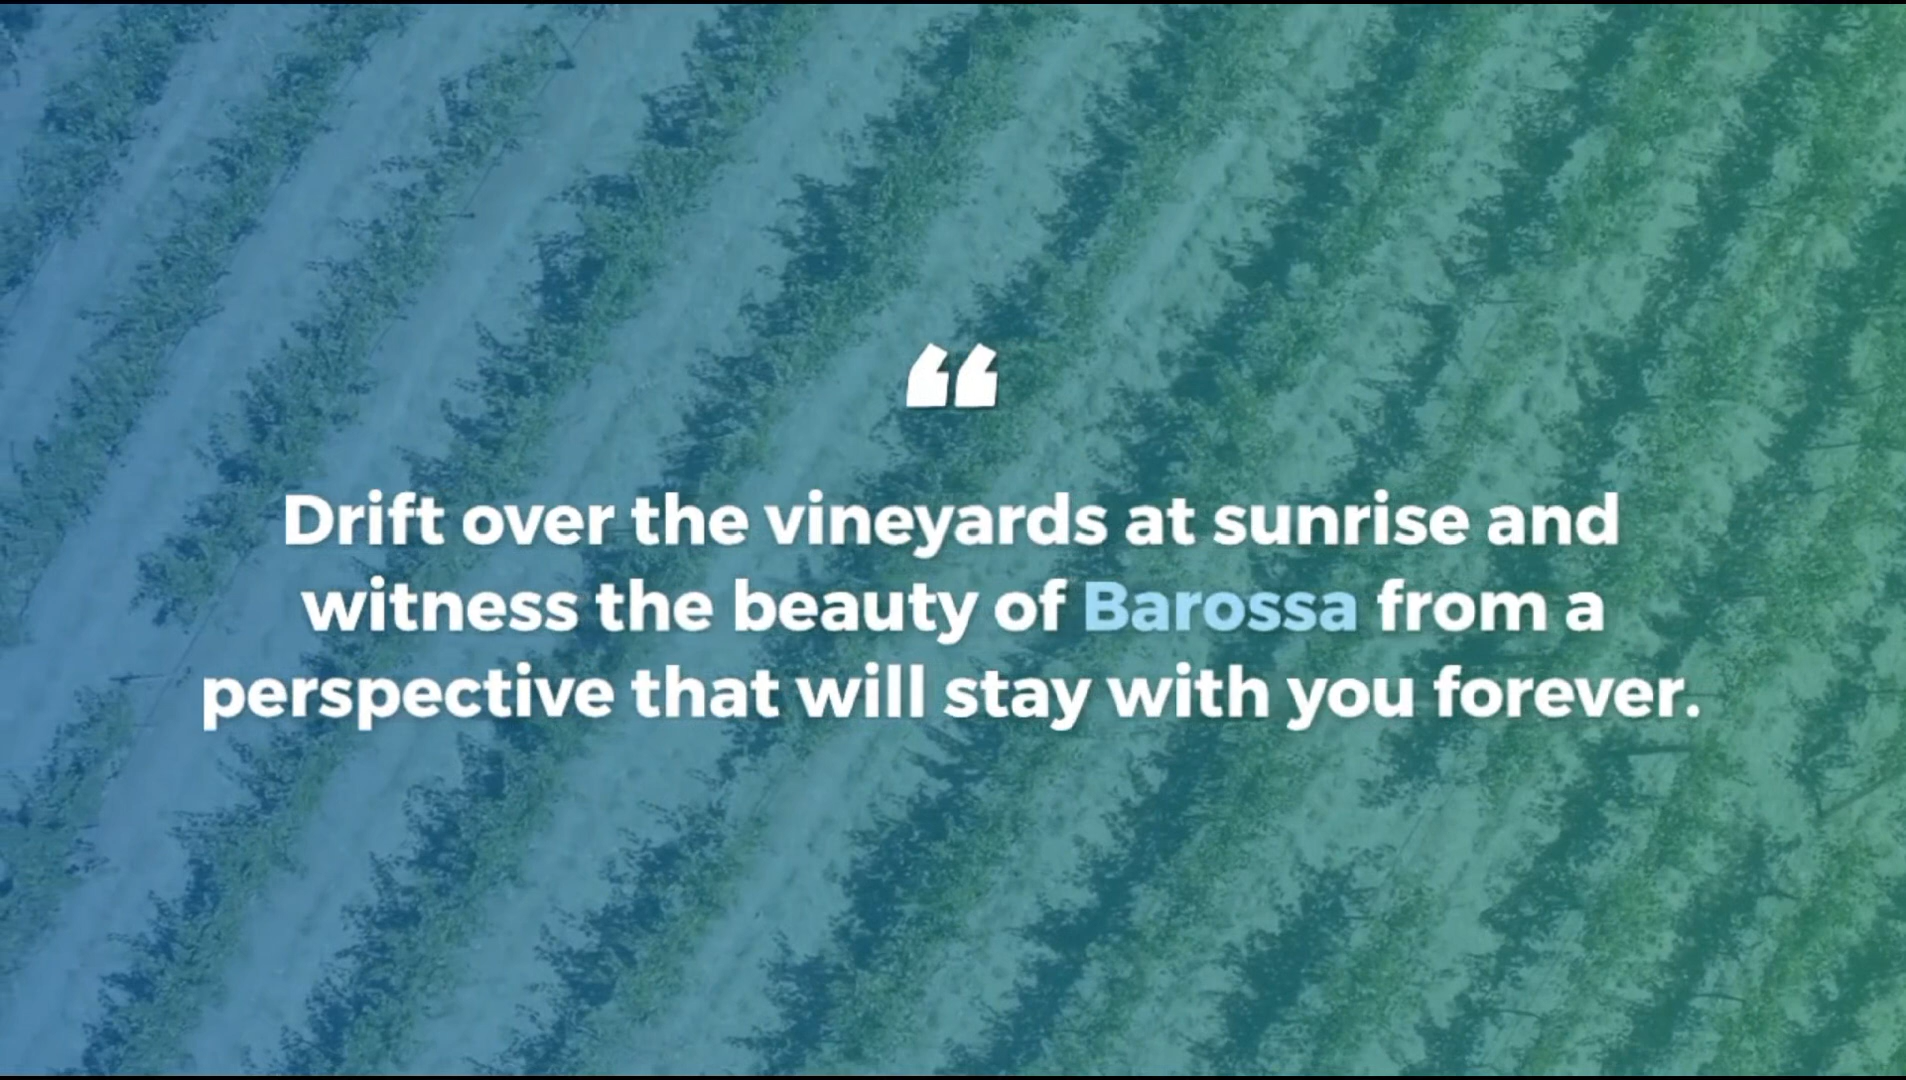 “
Drift over the vineyards at sunrise and
witness the beauty of Barossa from a
perspective that will stay with you forever.